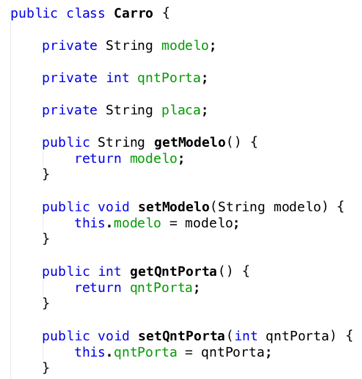 public class Carro {
private String modelo;
private int qntPorta;
private String placa;
public String getModelo() {
return modelo;
}
public void setModelo(String modelo) {
this.modelo = modelo;
}
public int getQntPorta() {
return qntPorta;
}
public void setQntPorta(int qntPorta) {
this.qntPorta = qntPorta;
}